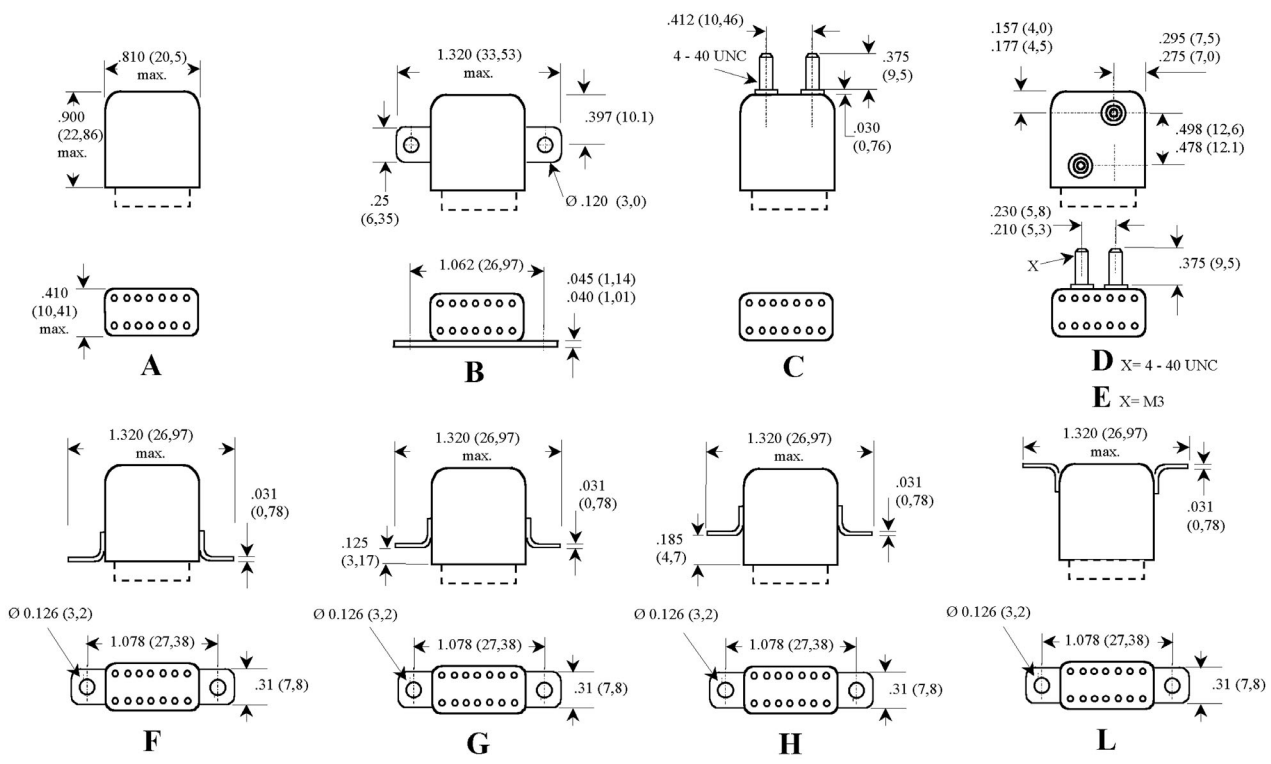 .810 (20,5)
max.
.900
(22,86)
max.
.410
(10,41)
max.
A
1.320 (33,53)
max.
.397 (10.1)
.25
(6,35)
Ø .120 (3,0)
1.062 (26,97)
.045 (1,14)
.040 (1,01)
B
.412 (10,46)
4 - 40 UNC
.375
(9,5)
.030
(0,76)
C
.157 (4,0)
.177 (4,5)
.295 (7,5)
.275 (7,0)
.498 (12,6)
.478 (12.1)
.230 (5,8)
.210 (5,3)
X
.375 (9,5)
D X= 4 - 40 UNC
E X= M3
1.320 (26,97)
max.
.031
(0,78)
Ø 0.126 (3,2)
1.078 (27,38)
.31 (7,8)
F
1.320 (26,97)
max.
.031
(0,78)
.125
(3,17)
Ø 0.126 (3,2)
1.078 (27,38)
.31 (7,8)
G
1.320 (26,97)
max.
.031
(0,78)
.185
(4,7)
Ø 0.126 (3,2)
1.078 (27,38)
.31 (7,8)
H
1.320 (26,97)
max.
.031
(0,78)
Ø 0.126 (3,2)
1.078 (27,38)
.31 (7,8)
L